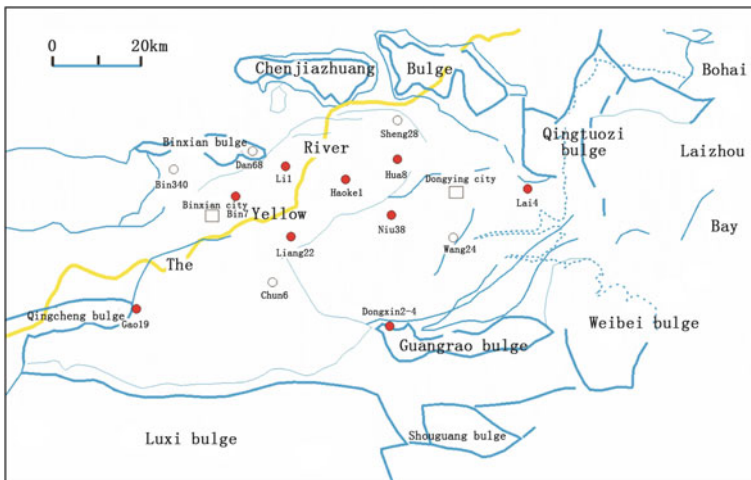 0 20km
Chenjiazhuang
Bulge
Bohai
Sheng28
Qingtuozi
bulge
Laizhou
Binxian bulge
River
Dan68
Bin340
Li1
Haoke1
Hua8
Dongying city
Lai4
Binxian city
Bin7
Yellow
Niu38
Bay
Liang22
Wang24
The
Chun6
Qingcheng bulge
Gao19
Dongxin2-4
Weibei bulge
Guangrao bulge
Luxi bulge
Shouguang bulge